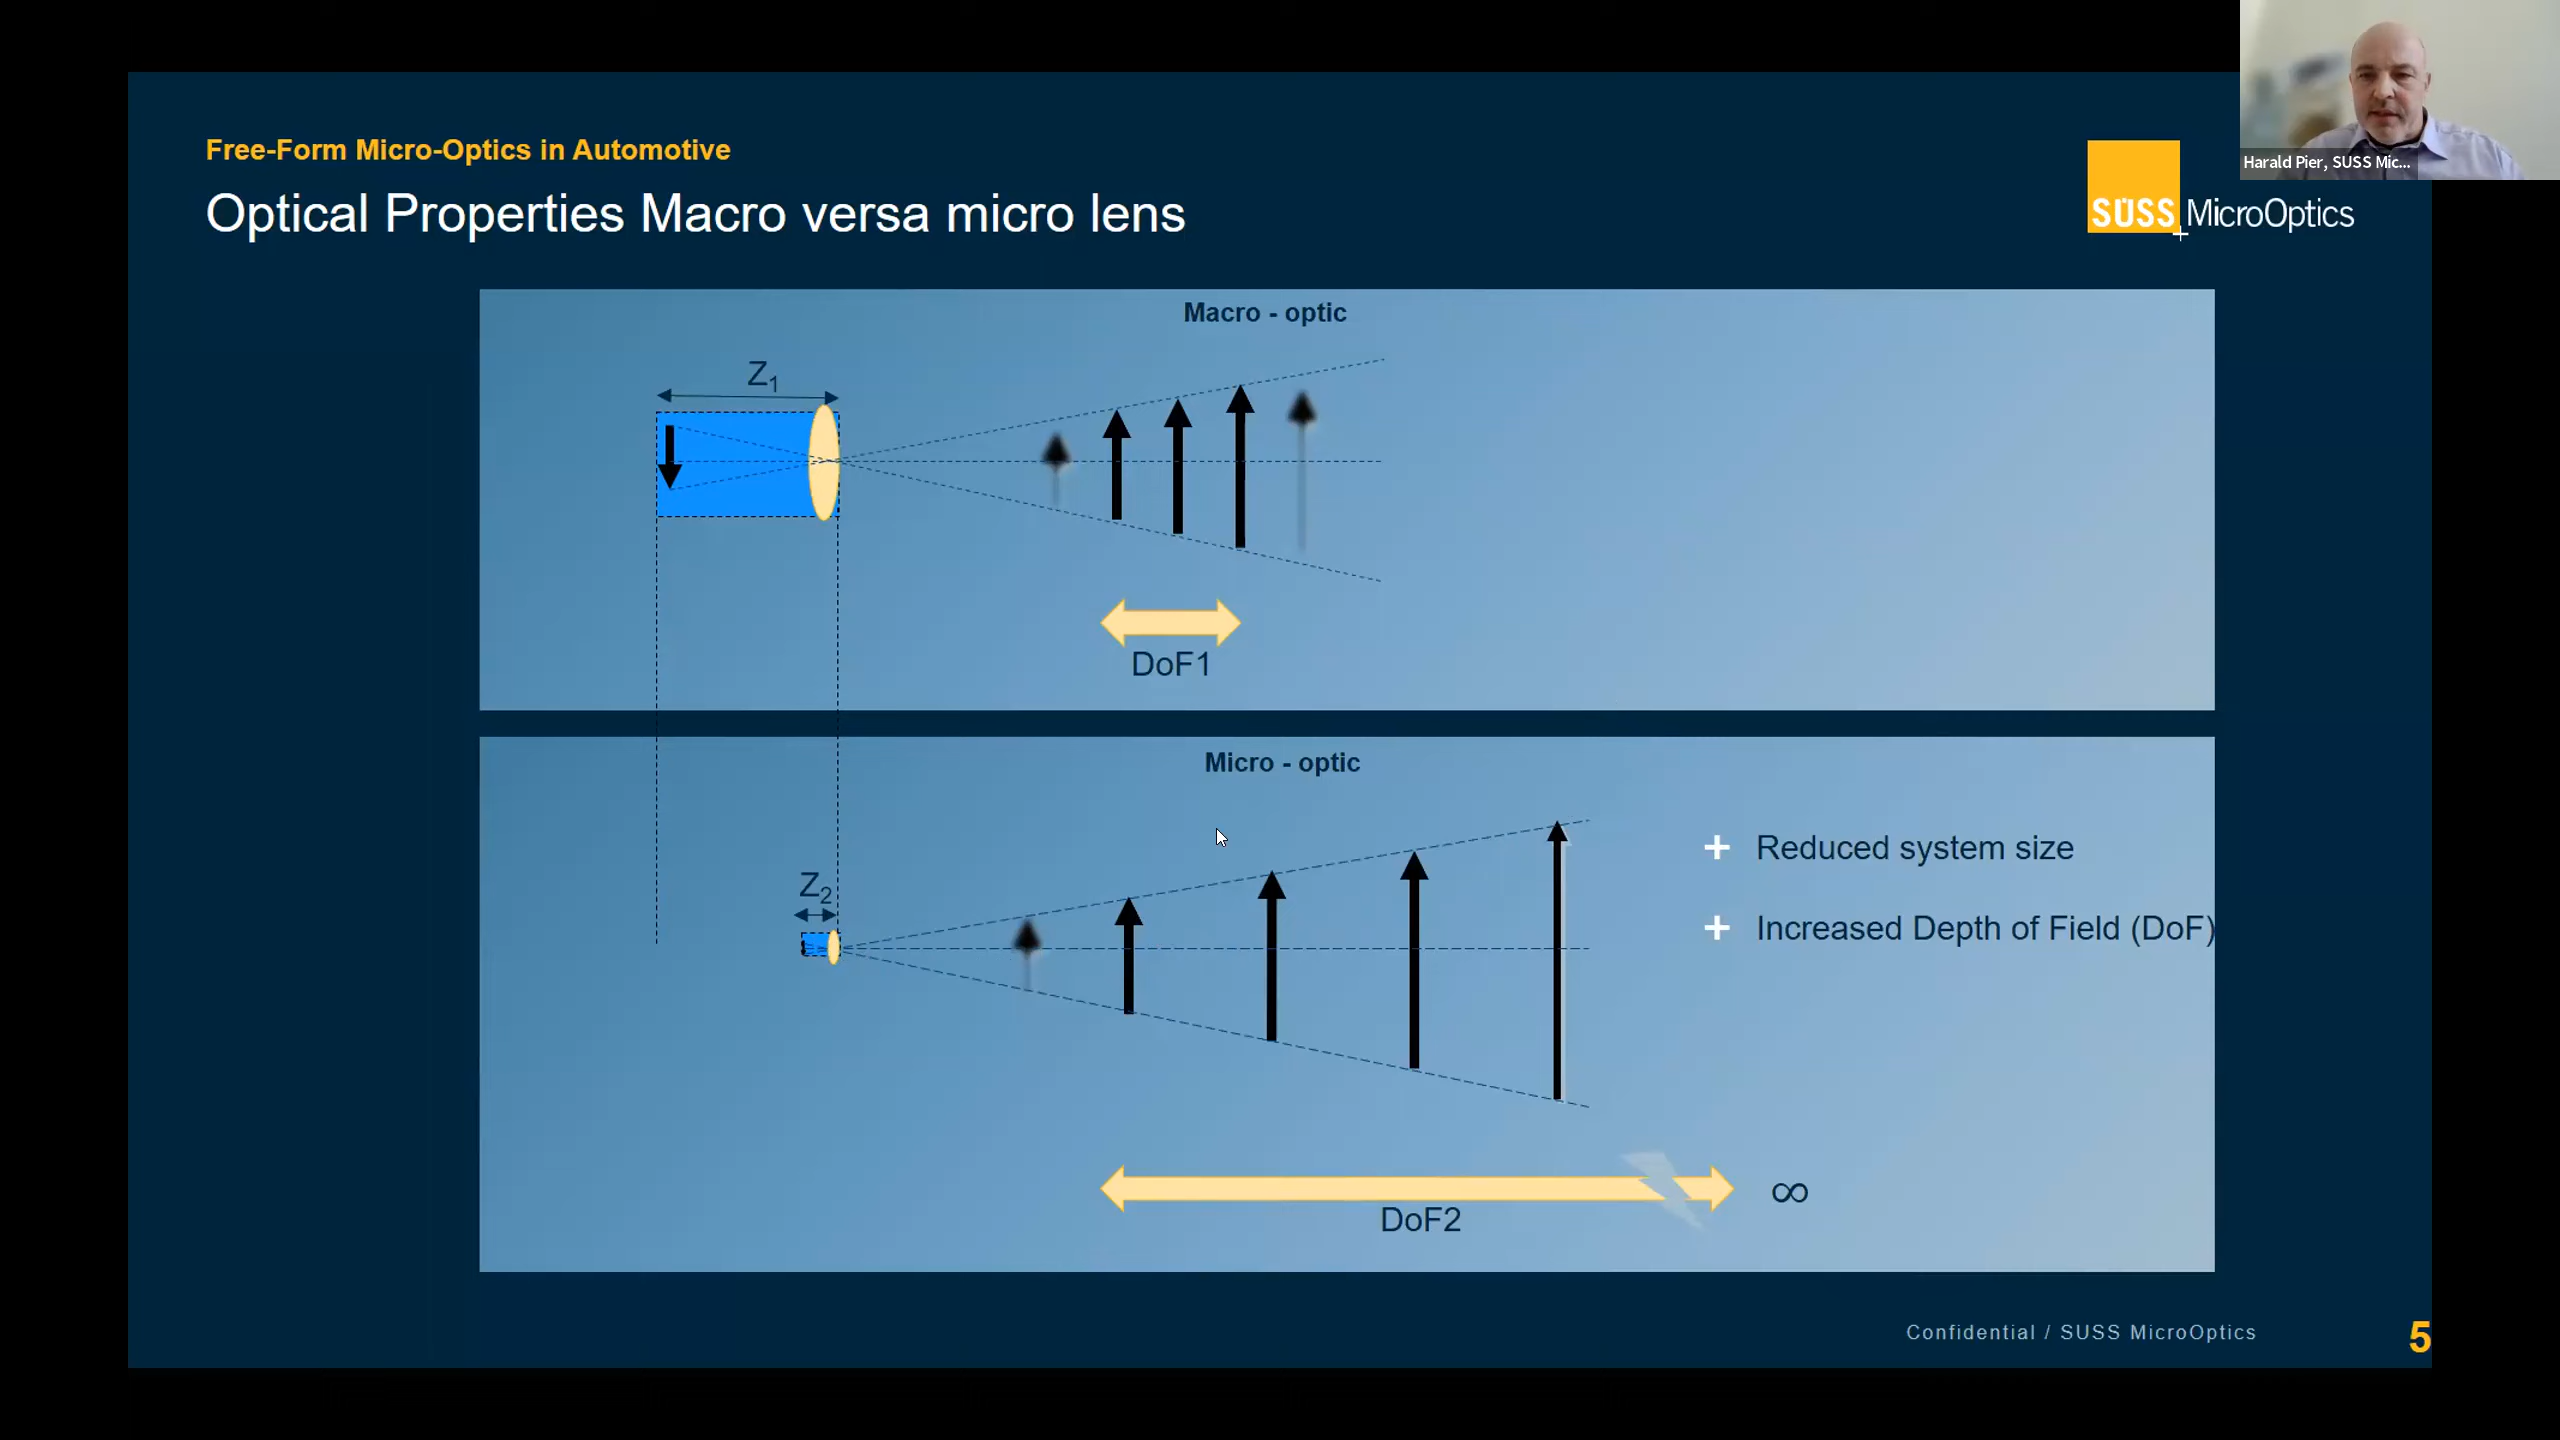 Free-Form Micro-Optics in Automotive
Optical Properties Macro versa micro lens
SUSS MicroOptics
Harald Pier, SUSS Mic...
Macro - optic
Z1
DoF1
Micro - optic
Z2
+ Reduced system size
+ Increased Depth of Field (DoF)
∞
DoF2
Confidential / SUSS MicroOptics
5